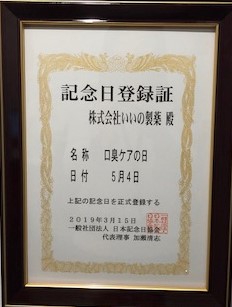 記念日登録証
株式会社いいの製薬 殿
名称 口臭ケアの日
日付 5月4日
上記の記念日を正式登録する
2019年3月15日
一般社団法人 日本記念日協会
代表理事 加瀬清志